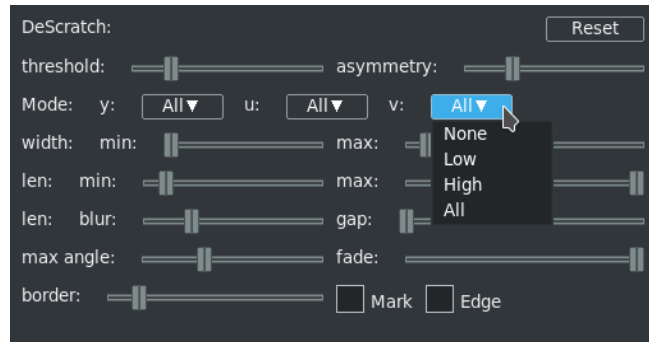 DeScratch: Reset
threshold: asymmetry:
Mode: y: All▼ u: All▼ v: All▼
None
width: min: max:
Low
len: min: max:
High
len: blur: gap:
All
max angle: fade:
border: Mark Edge